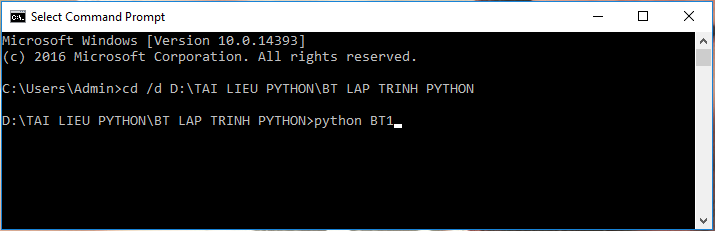 Select Command Prompt
Microsoft Windows [Version 10.0.14393]
(c) 2016 Microsoft Corporation. All rights reserved.
C:\Users\Admin>cd /d D:\TAI LIEU PYTHON\BT LAP TRINH PYTHON
D:\TAI LIEU PYTHON\BT LAP TRINH PYTHON>python BT1